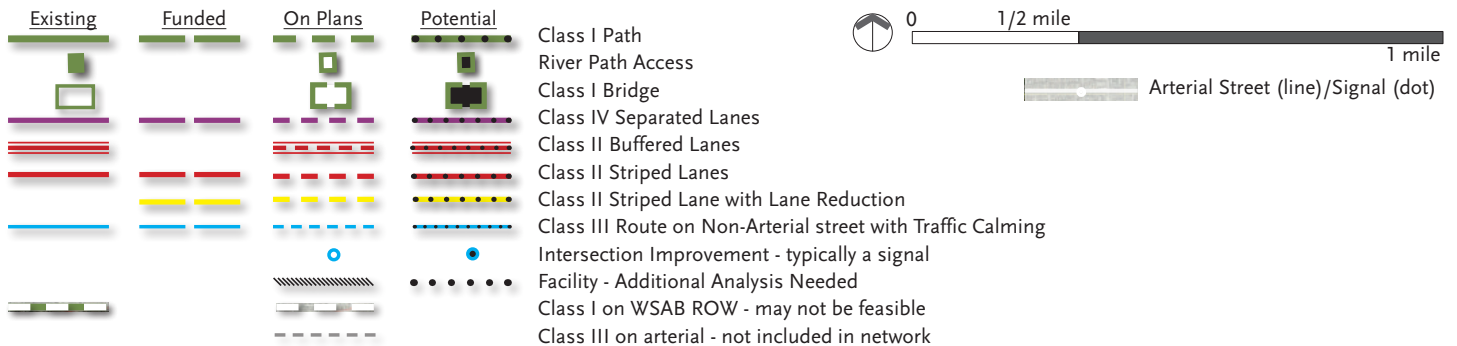 Existing Funded On Plans Potential
Class I Path
River Path Access
Class I Bridge
Class IV Separated Lanes
Class II Buffered Lanes
Class II Striped Lanes
Class II Striped Lane with Lane Reduction
Class III Route on Non-Arterial street with Traffic Calming
Intersection Improvement - typically a signal
Facility - Additional Analysis Needed
Class I on WSAB ROW - may not be feasible
Class III on arterial - not included in network
0 1/2 mile
1 mile
Arterial Street (line)/Signal (dot)